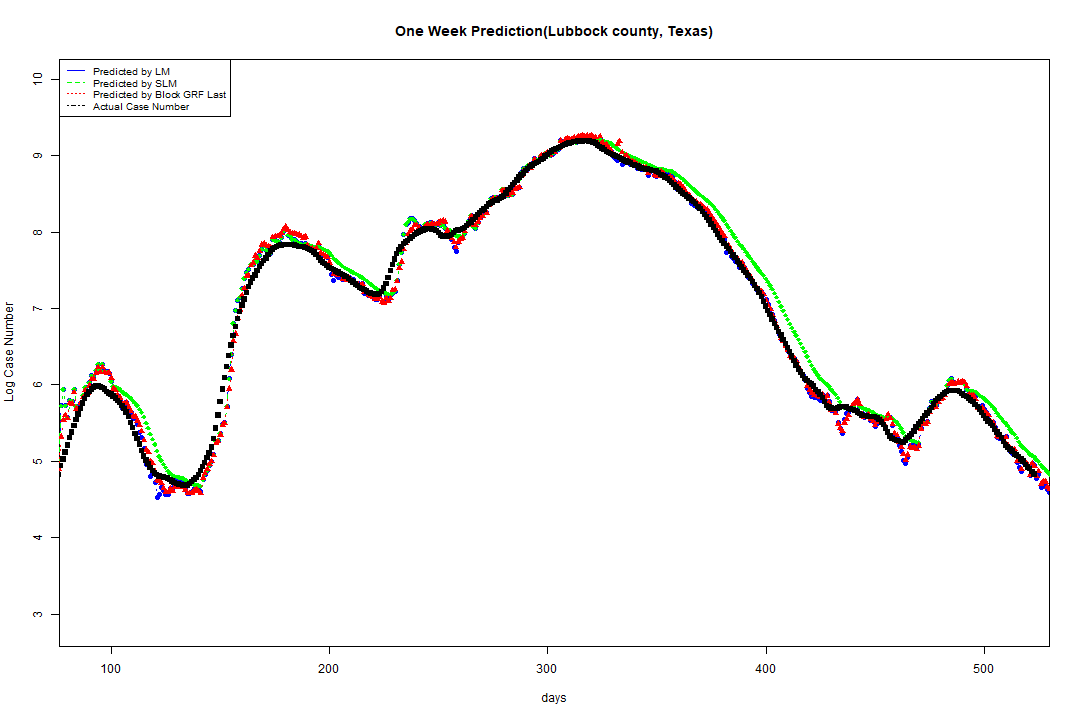 One Week Prediction(Lubbock county, Texas)
Predicted by LM
Predicted by SLM
Predicted by Block GRF Last
Actual Case Number
10
9
8
7
6
5
4
3
Log Case Number
100 200 300 400 500
days